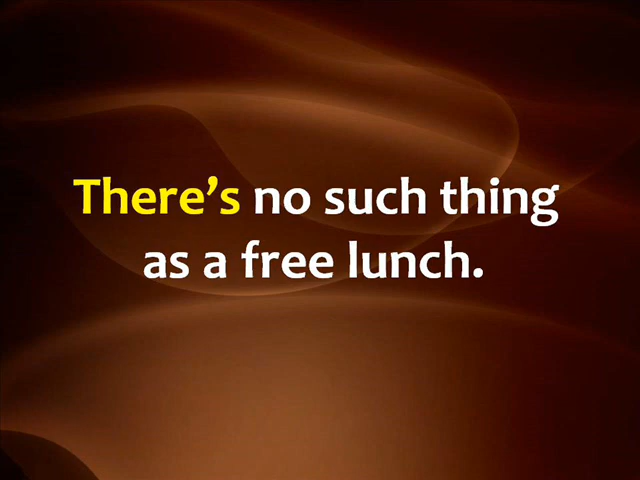 There’s no such thing
as a free lunch.